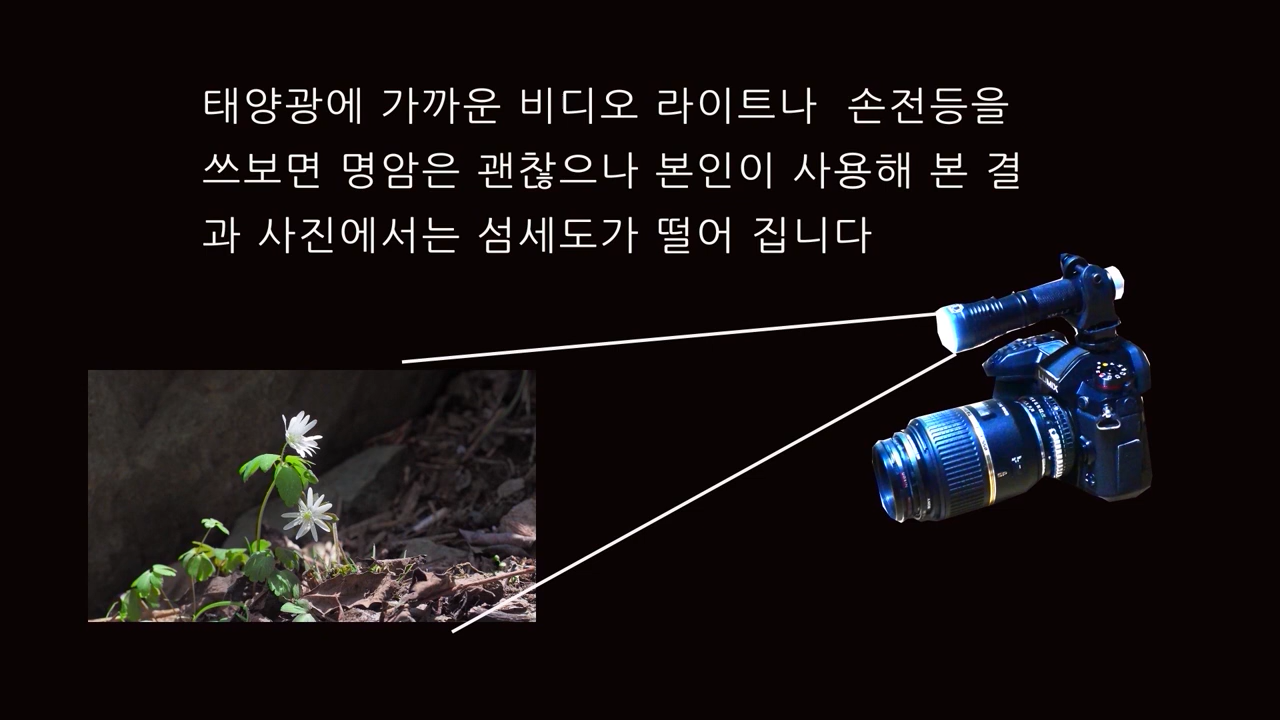 태양광에 가까운 비디오 라이트나  손전등을
쓰보면 명암은 괜찮으나 본인이 사용해 본 결
과 사진에서는 섬세도가 떨어 집니다
LUMIX
SP